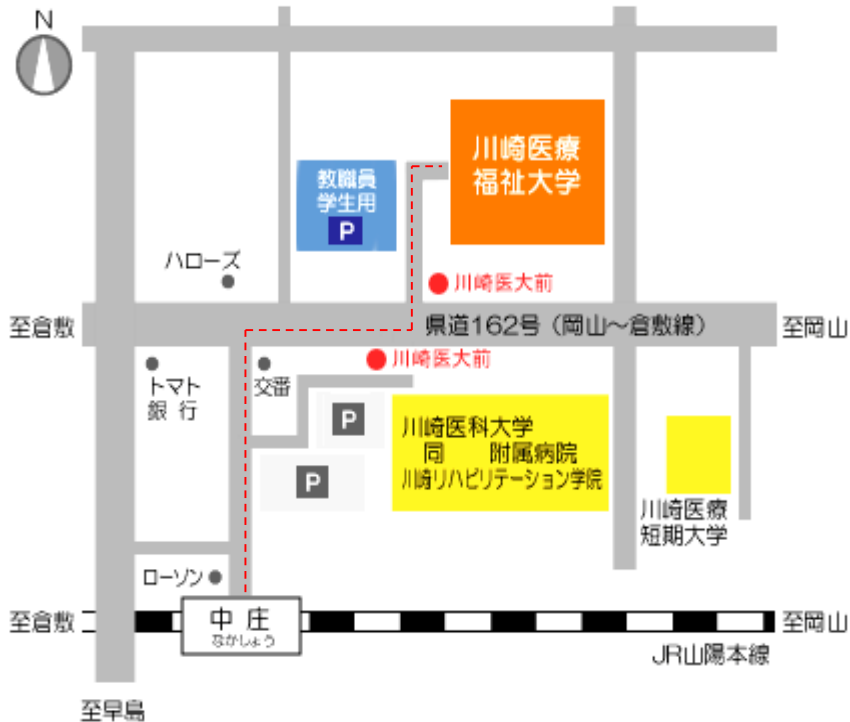 N
川崎医療
福祉大学
教職員
学生用
P
ハローズ
川崎医大前
至倉敷
県道162号（岡山～倉敷線）
至岡山
川崎医大前
トマト
銀 行
交番
P
川崎医科大学
同　　附属病院
川崎リハビリテーション学院
P
川崎医療
短期大学
ローソン
至倉敷
中 庄
なかしょう
至岡山
JR山陽本線
至早島